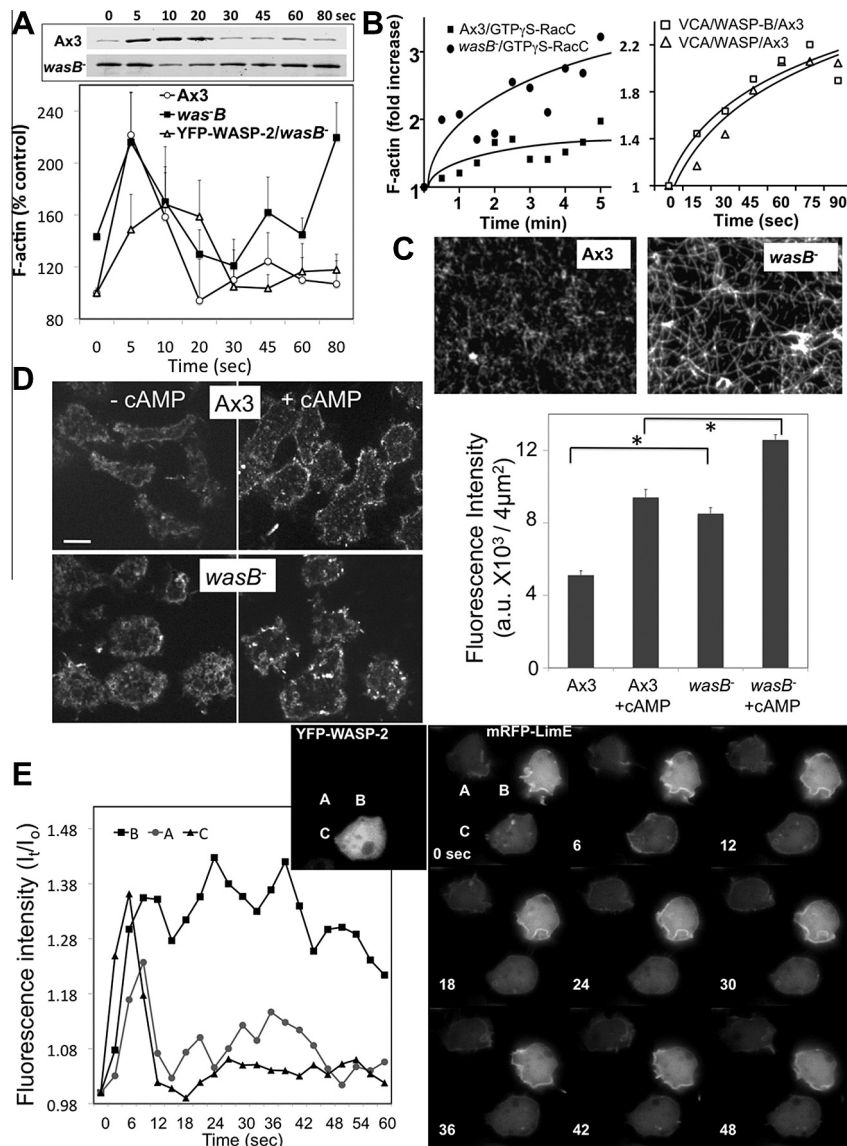 A
0 5 10 20 30 45 60 80 sec
Ax3
wasB-
Ax3
was-B
YFP-WASP-2/wasB-
F-actin (% control)
240
200
160
120
80
0 5 10 20 30 45 60 80
Time (sec)
B
Ax3/GTPγS-RacC
wasB-/GTPγS-RacC
F-actin (fold increase)
3
2
1
1 2 3 4 5
Time (min)
VCA/WASP-B/Ax3
VCA/WASP/Ax3
2.2
1.8
1.4
1
0 15 30 45 60 75 90
Time (sec)
C
Ax3
wasB-
D
- cAMP
Ax3
+ cAMP
wasB-
Fluorescence Intensity
(a.u. X10³ / 4µm²)
12
8
4
0
*
*
Ax3
Ax3
+cAMP
wasB-
wasB-
+cAMP
E
YFP-WASP-2
A B
C
mRFP-LimE
A B
C
0 sec
6
12
18
24
30
36
42
48
Fluorescence intensity (It/Io)
B A C
1.48
1.38
1.28
1.18
1.08
0.98
0 6 12 18 24 30 36 42 48 54 60
Time (sec)